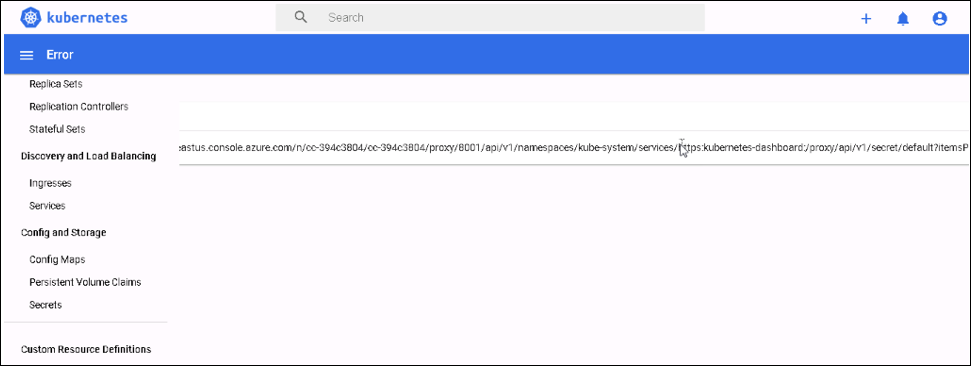 kubernetes
Search
Error
Replica Sets
Replication Controllers
Stateful Sets
Discovery and Load Balancing
eastus.console.azure.com/n/cc-394c3804/cc-394c3804/proxy/8001/api/v1/namespaces/kube-system/services/https:kubernetes-dashboard:/proxy/api/v1/secret/default?itemsP
Ingresses
Services
Config and Storage
Config Maps
Persistent Volume Claims
Secrets
Custom Resource Definitions